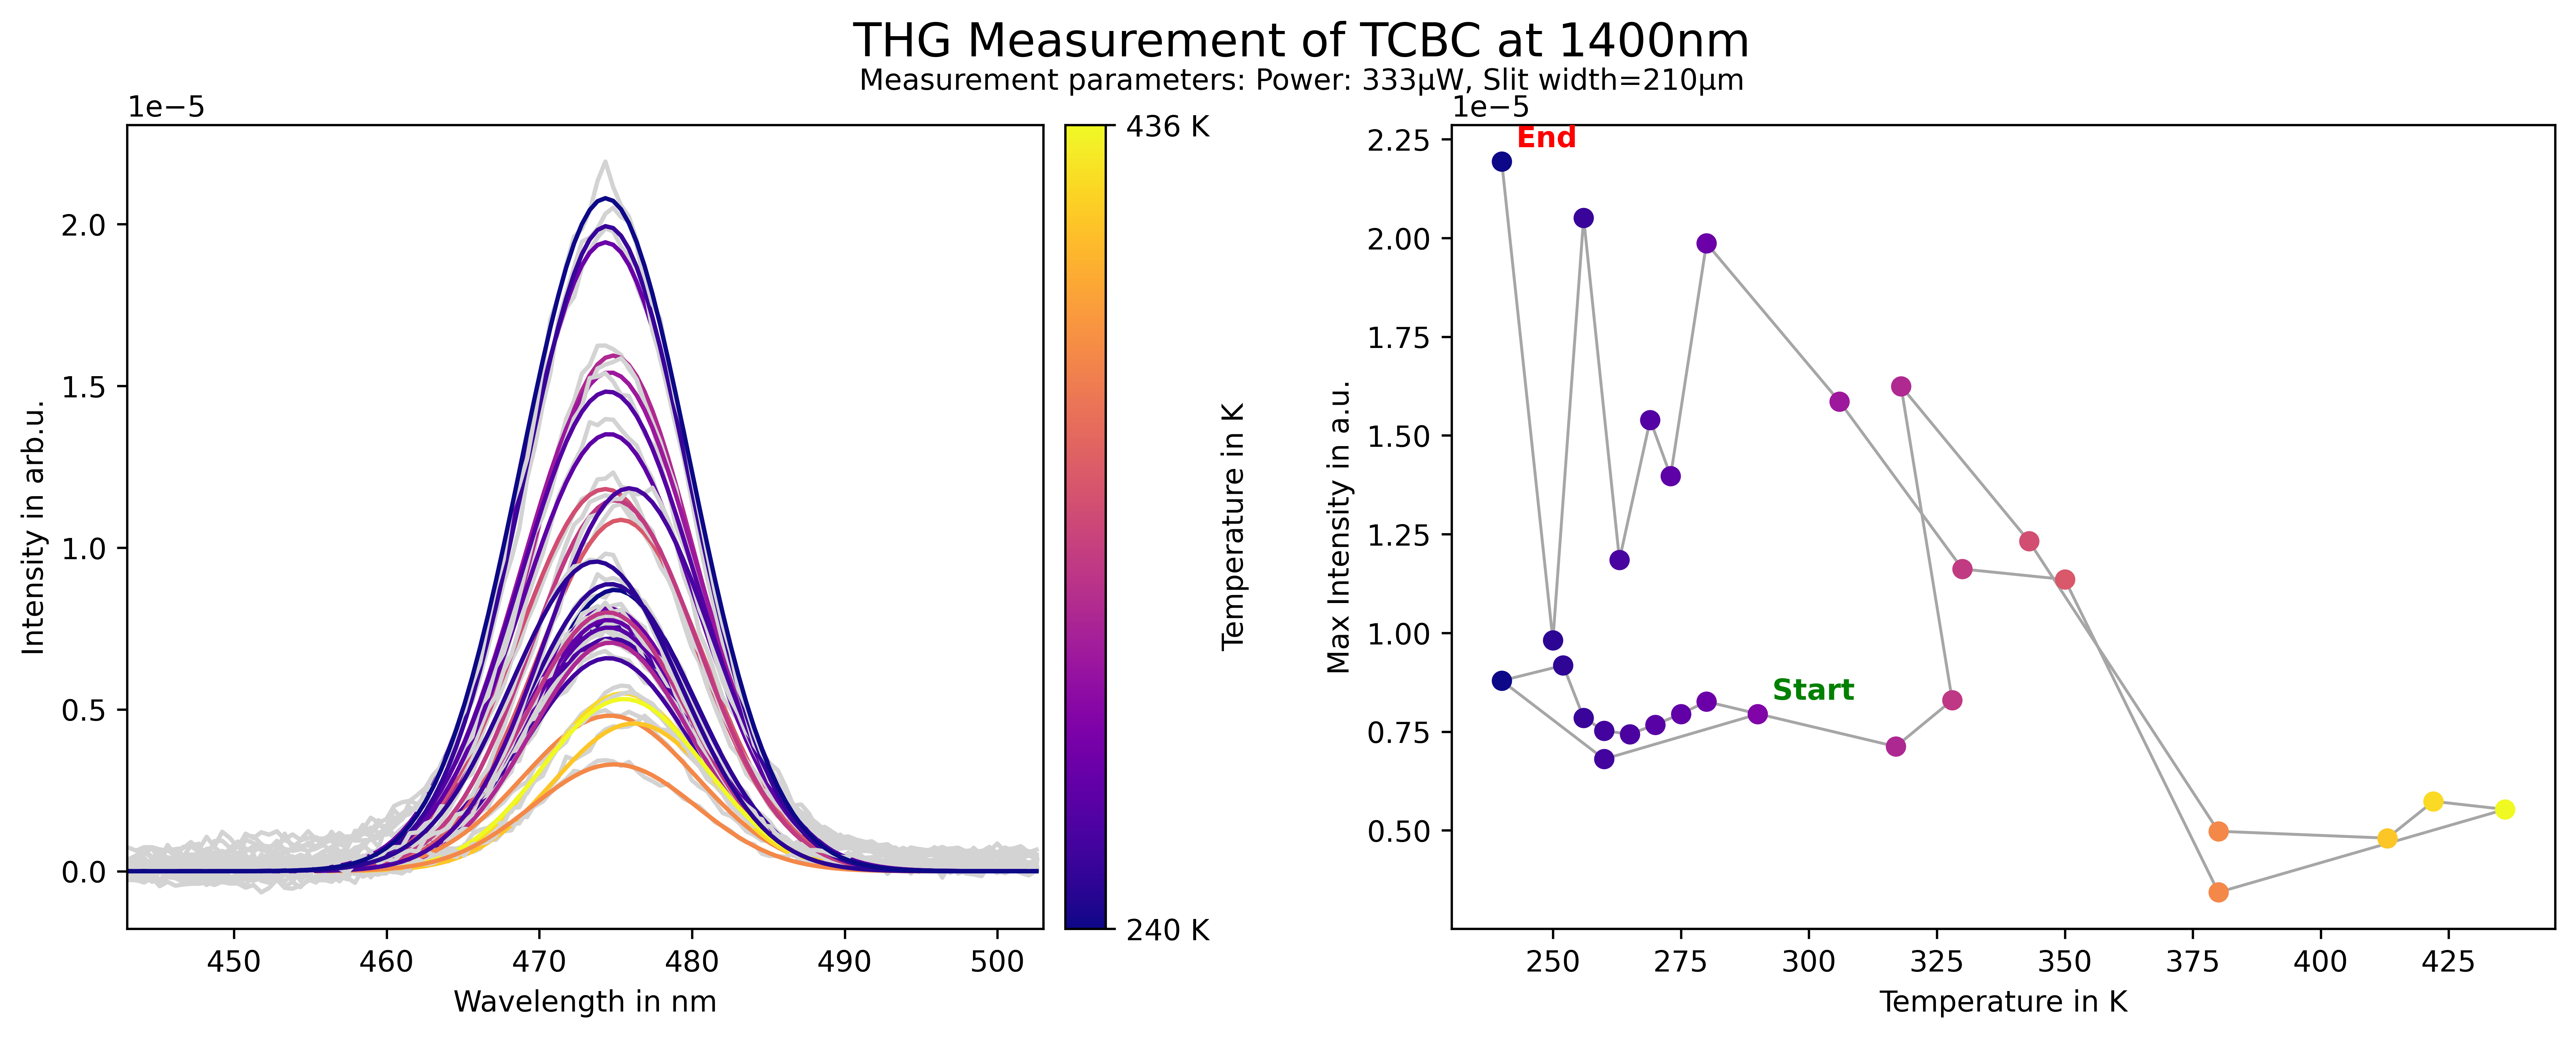 THG Measurement of TCBC at 1400nm
Measurement parameters: Power: 333µW, Slit width=210µm
1e−5
2.0
1.5
1.0
0.5
0.0
Intensity in arb.u.
450 460 470 480 490 500
Wavelength in nm
436 K
240 K
Temperature in K
1e−5
2.25
2.00
1.75
1.50
1.25
1.00
0.75
0.50
Max Intensity in a.u.
End
Start
250 275 300 325 350 375 400 425
Temperature in K